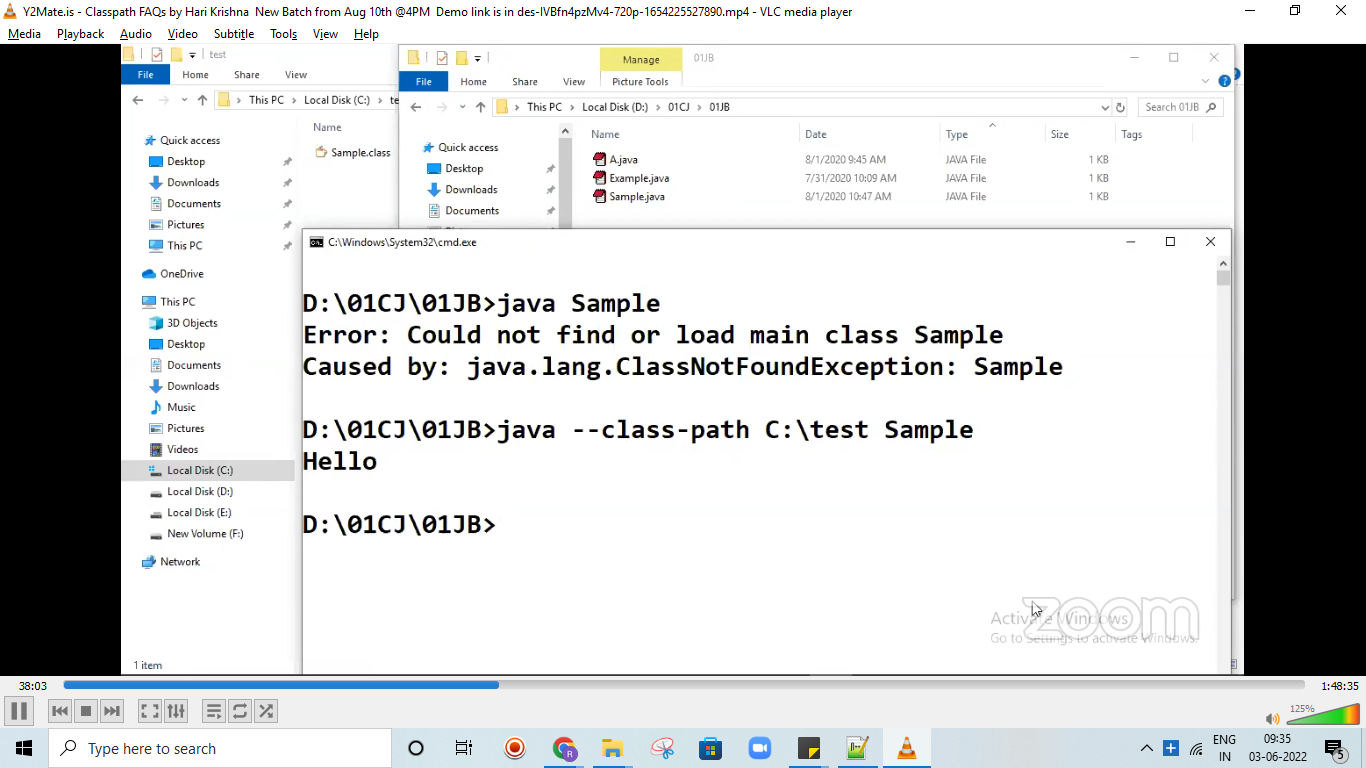 Y2Mate.is - Classpath FAQs by Hari Krishna New Batch from Aug 10th @4PM Demo link is in des-IVBfn4pzMv4-720p-1654225527890.mp4 - VLC media player
Media Playback Audio Video Subtitle Tools View Help
test
Manage 01JB
File Home Share View
File Home Share View Picture Tools
This PC > Local Disk (C:) > te
This PC > Local Disk (D:) > 01CJ > 01JB
Search 01JB
Name
Sample.class
Name Date Type Size Tags
A.java 8/1/2020 9:45 AM JAVA File 1 KB
Example.java 7/31/2020 10:09 AM JAVA File 1 KB
Sample.java 8/1/2020 10:47 AM JAVA File 1 KB
Quick access
Desktop
Downloads
Documents
Pictures
This PC
OneDrive
This PC
3D Objects
Desktop
Documents
Downloads
Music
Pictures
Videos
Local Disk (C:)
Local Disk (D:)
Local Disk (E:)
New Volume (F:)
Network
1 item
Quick access
Desktop
Downloads
Documents
C:\Windows\System32\cmd.exe
D:\01CJ\01JB>java Sample
Error: Could not find or load main class Sample
Caused by: java.lang.ClassNotFoundException: Sample
D:\01CJ\01JB>java --class-path C:\test Sample
Hello
D:\01CJ\01JB>
zoom
Activate Windows
Go to Settings to activate Windows.
38:03 1:48:35
125%
Type here to search
ENG
IN
09:35
03-06-2022
5